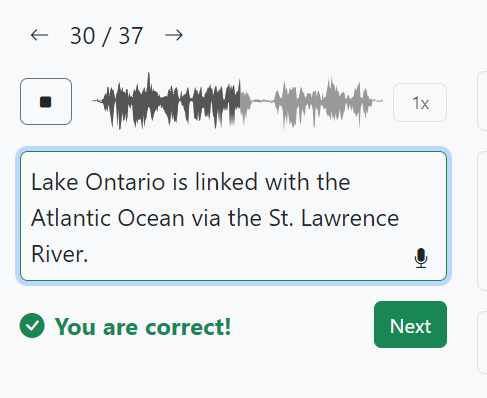 ← 30 / 37 →
1x
Lake Ontario is linked with the
Atlantic Ocean via the St. Lawrence
River.
You are correct!
Next